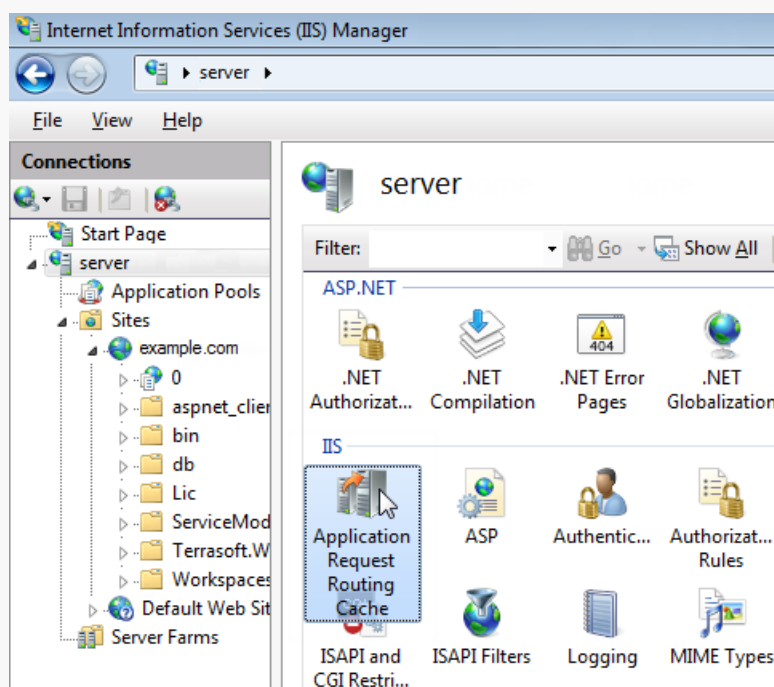 Internet Information Services (IIS) Manager
server
File View Help
Connections
Start Page
server
Application Pools
Sites
example.com
0
aspnet_clier
bin
db
Lic
ServiceMod
Terrasoft.W
Workspaces
Default Web Sit
Server Farms
server
Filter: Go Show All
ASP.NET
.NET Authorizat...
.NET Compilation
404
.NET Error Pages
.NET Globalization
IIS
Application Request Routing Cache
ASP
Authentic...
Authorizat... Rules
ISAPI and CGI Restri...
ISAPI Filters
Logging
MIME Types